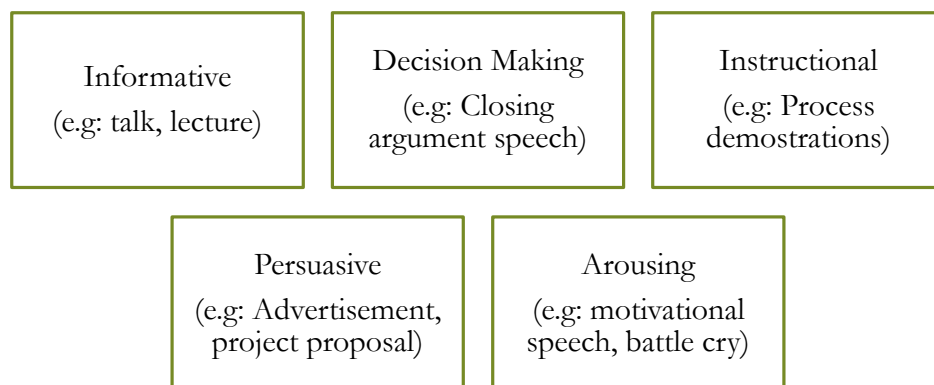 Informative
(e.g: talk, lecture)
Decision Making
(e.g: Closing
argument speech)
Instructional
(e.g: Process
demostrations)
Persuasive
(e.g: Advertisement,
project proposal)
Arousing
(e.g: motivational
speech, battle cry)